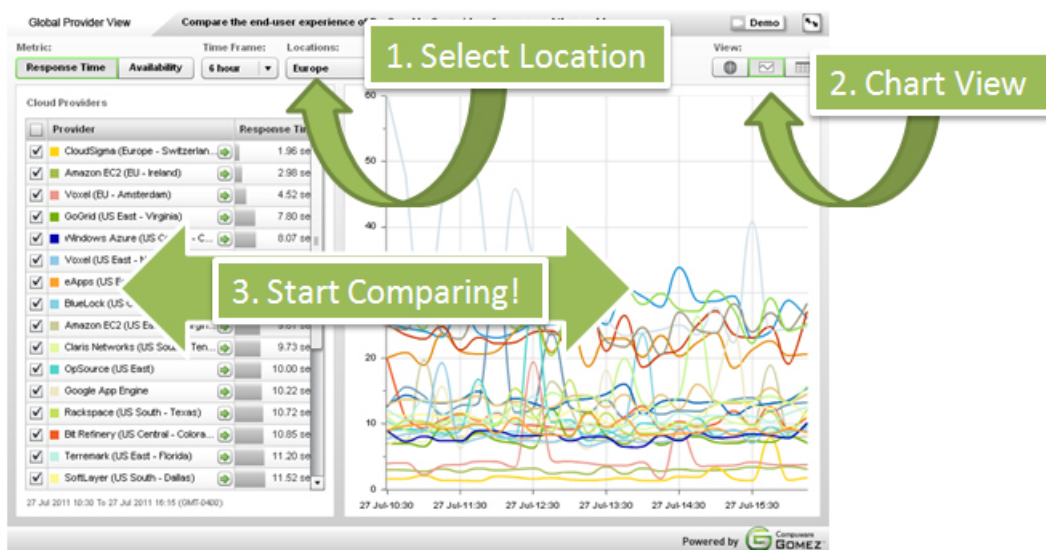 Global Provider View
Compare the end-user experience
Demo
Metric:
Time Frame:
Locations:
View:
Response Time
Availability
6 hour
Europe
1. Select Location
2. Chart View
3. Start Comparing!
Cloud Providers
Provider
Response
CloudSigma (Europe - Switzerlan...
1.96 se
Amazon EC2 (EU - Ireland)
2.98 se
Voxel (EU - Amsterdam)
4.52 se
GoGrid (US East - Virginia)
7.80 se
Windows Azure (US
- C...
8.07 se
Voxel (US East -
eApps (US
BlueLock (US
Amazon EC2 (US
Claris Networks (US
Ten...
9.73 se
OpSource (US East)
10.00 se
Google App Engine
10.22 se
Rackspace (US South - Texas)
10.72 se
Bit Refinery (US Central - Colora...
10.85 se
Terremark (US East - Florida)
11.20 se
SoftLayer (US South - Dallas)
11.52 se
27 Jul 2011 10:30 To 27 Jul 2011 16:15 (GMT-0400)
60
50
40
20
10
0
27 Jul-10:30
27 Jul-11:30
27 Jul-12:30
27 Jul-13:30
27 Jul-14:30
27 Jul-15:30
Powered by
Compuware
GOMEZ